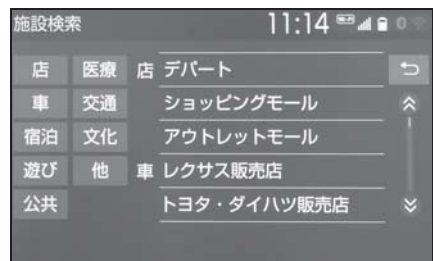 施設検索 11:14 0
店 医療 店 デパート
車 交通 ショッピングモール
宿泊 文化 アウトレットモール
遊び 他 車 レクサス販売店
公共 トヨタ・ダイハツ販売店